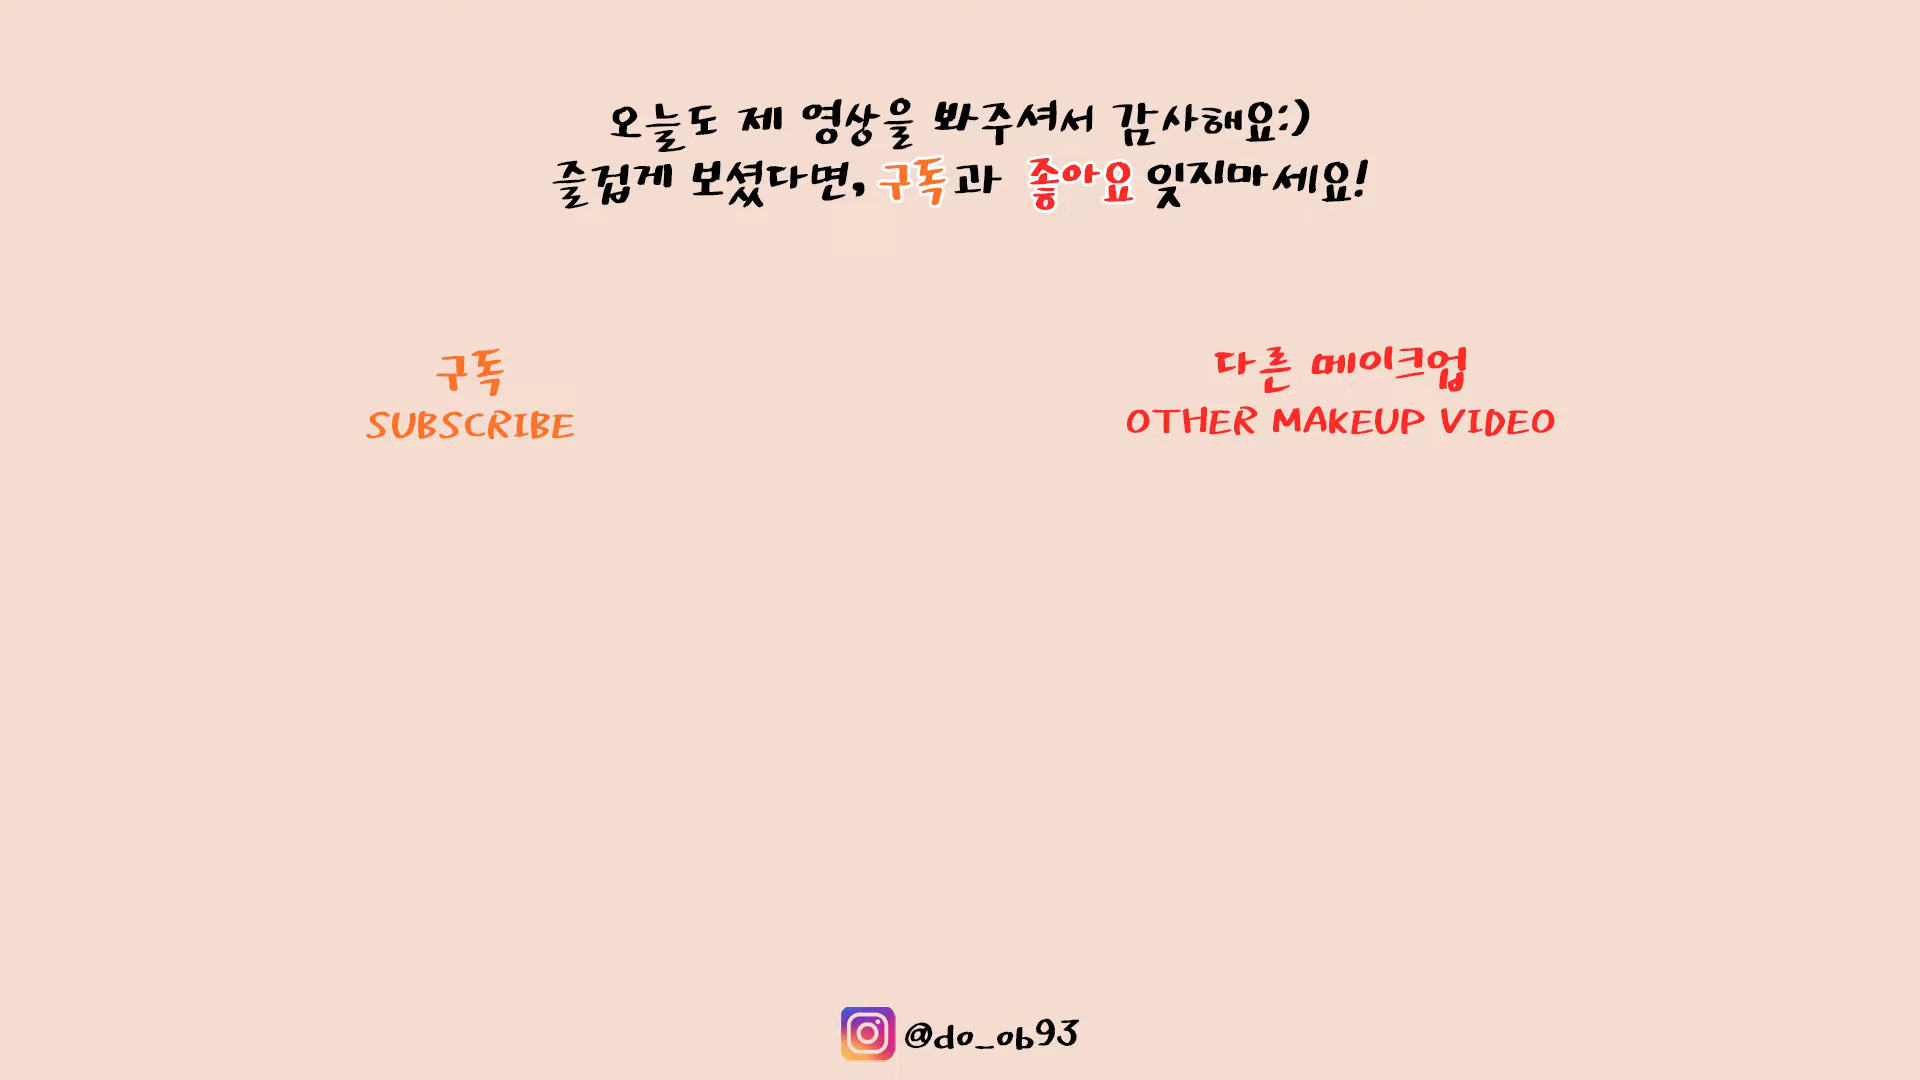 오늘도 제 영상을 봐주셔서 감사해요:)
즐겁게 보셨다면, 구독과 좋아요 잊지마세요!
구독
SUBSCRIBE
다른 메이크업
OTHER MAKEUP VIDEO
@do_ob93